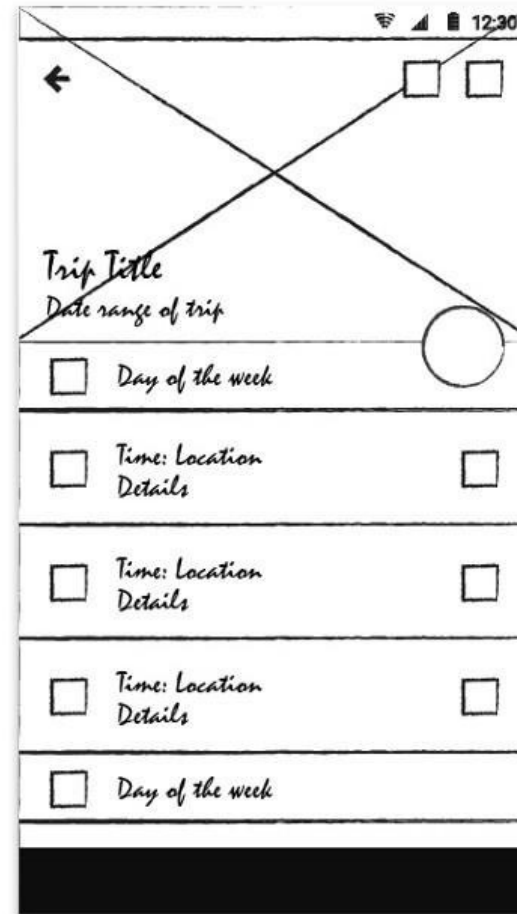 12:30
Trip Title
Date range of trip
Day of the week
Time: Location
Details
Time: Location
Details
Time: Location
Details
Day of the week